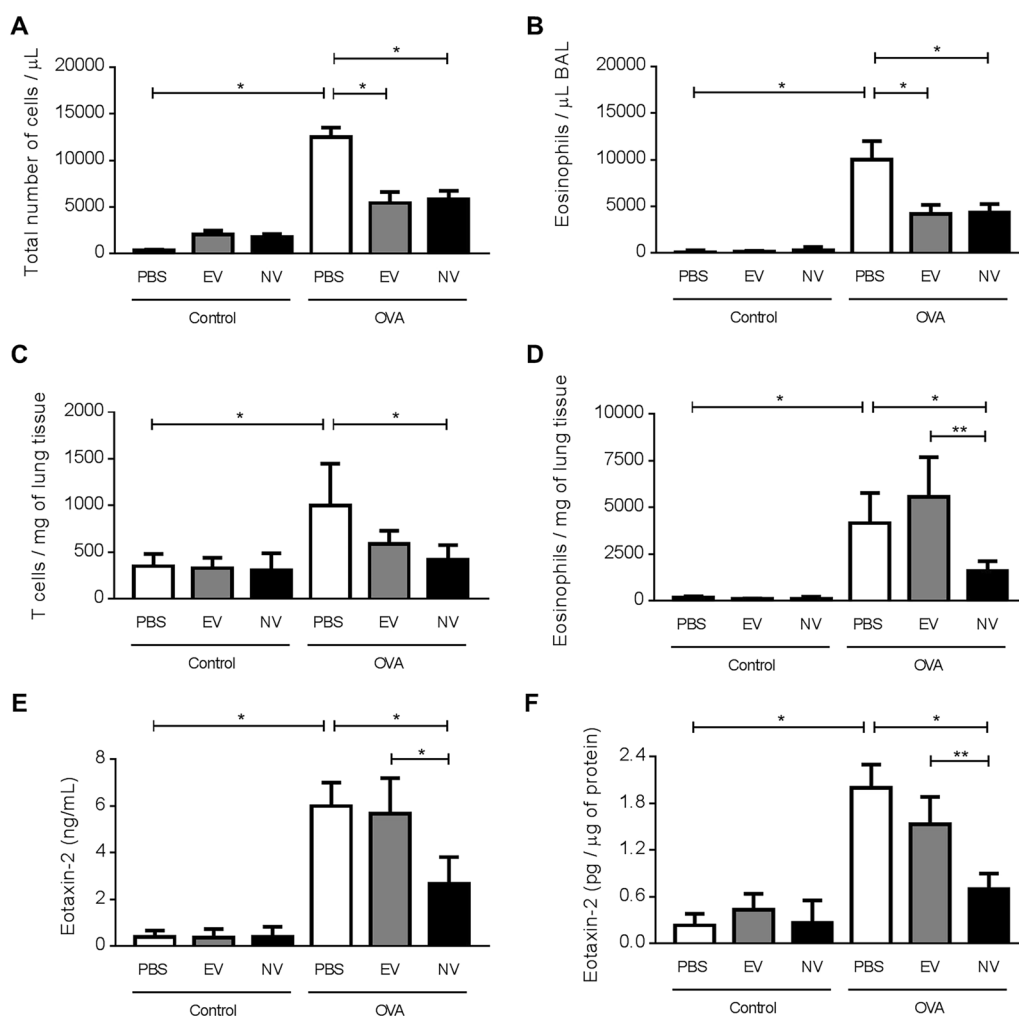 A
Total number of cells / μL
20000
15000
10000
5000
0
*
*
*
PBS EV NV PBS EV NV
Control OVA
B
Eosinophils / μL BAL
20000
15000
10000
5000
0
*
*
*
PBS EV NV PBS EV NV
Control OVA
C
T cells / mg of lung tissue
2000
1500
1000
500
0
* *
PBS EV NV PBS EV NV
Control OVA
D
Eosinophils / mg of lung tissue
10000
7500
5000
2500
0
* *
**
PBS EV NV PBS EV NV
Control OVA
E
Eotaxin-2 (ng/mL)
8
6
4
2
0
* *
*
PBS EV NV PBS EV NV
Control OVA
F
Eotaxin-2 (pg / μg of protein)
2.4
1.8
1.2
0.6
0.0
* *
**
PBS EV NV PBS EV NV
Control OVA